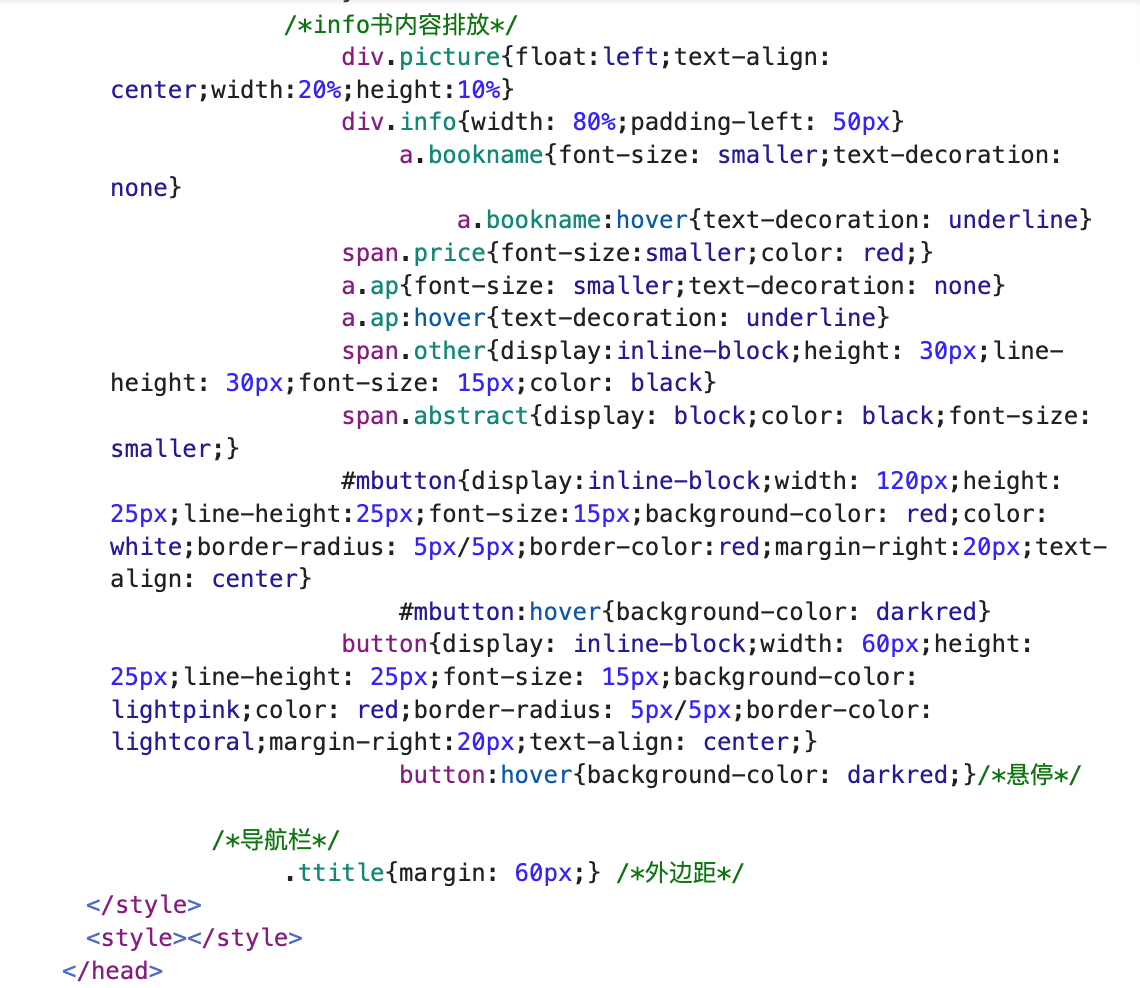 /*info书内容排放*/
div.picture{float:left;text-align:
center;width:20%;height:10%}
div.info{width: 80%;padding-left: 50px}
a.bookname{font-size: smaller;text-decoration:
none}
a.bookname:hover{text-decoration: underline}
span.price{font-size:smaller;color: red;}
a.ap{font-size: smaller;text-decoration: none}
a.ap:hover{text-decoration: underline}
span.other{display:inline-block;height: 30px;line-
height: 30px;font-size: 15px;color: black}
span.abstract{display: block;color: black;font-size:
smaller;}
#mbutton{display:inline-block;width: 120px;height:
25px;line-height:25px;font-size:15px;background-color: red;color:
white;border-radius: 5px/5px;border-color:red;margin-right:20px;text-
align: center}
#mbutton:hover{background-color: darkred}
button{display: inline-block;width: 60px;height:
25px;line-height: 25px;font-size: 15px;background-color:
lightpink;color: red;border-radius: 5px/5px;border-color:
lightcoral;margin-right:20px;text-align: center;}
button:hover{background-color: darkred;}/*悬停*/
/*导航栏*/
.ttitle{margin: 60px;} /*外边距*/
</style>
<style></style>
</head>